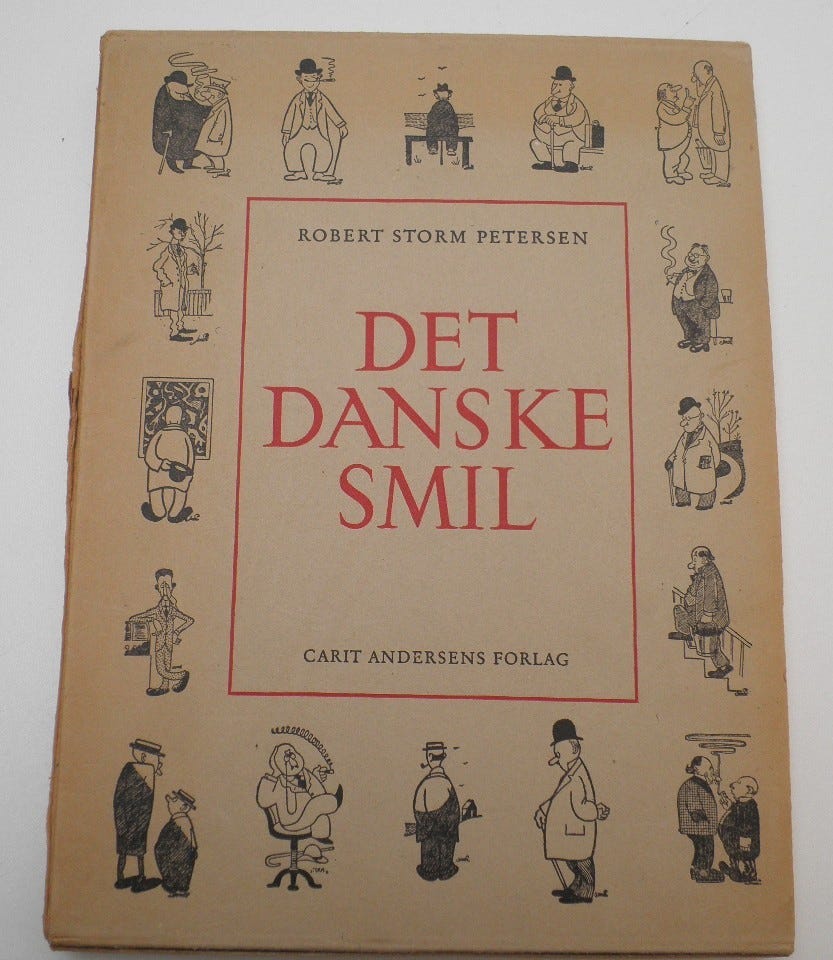 ROBERT STORM PETERSEN
DET
DANSKE
SMIL
CARIT ANDERSENS FORLAG